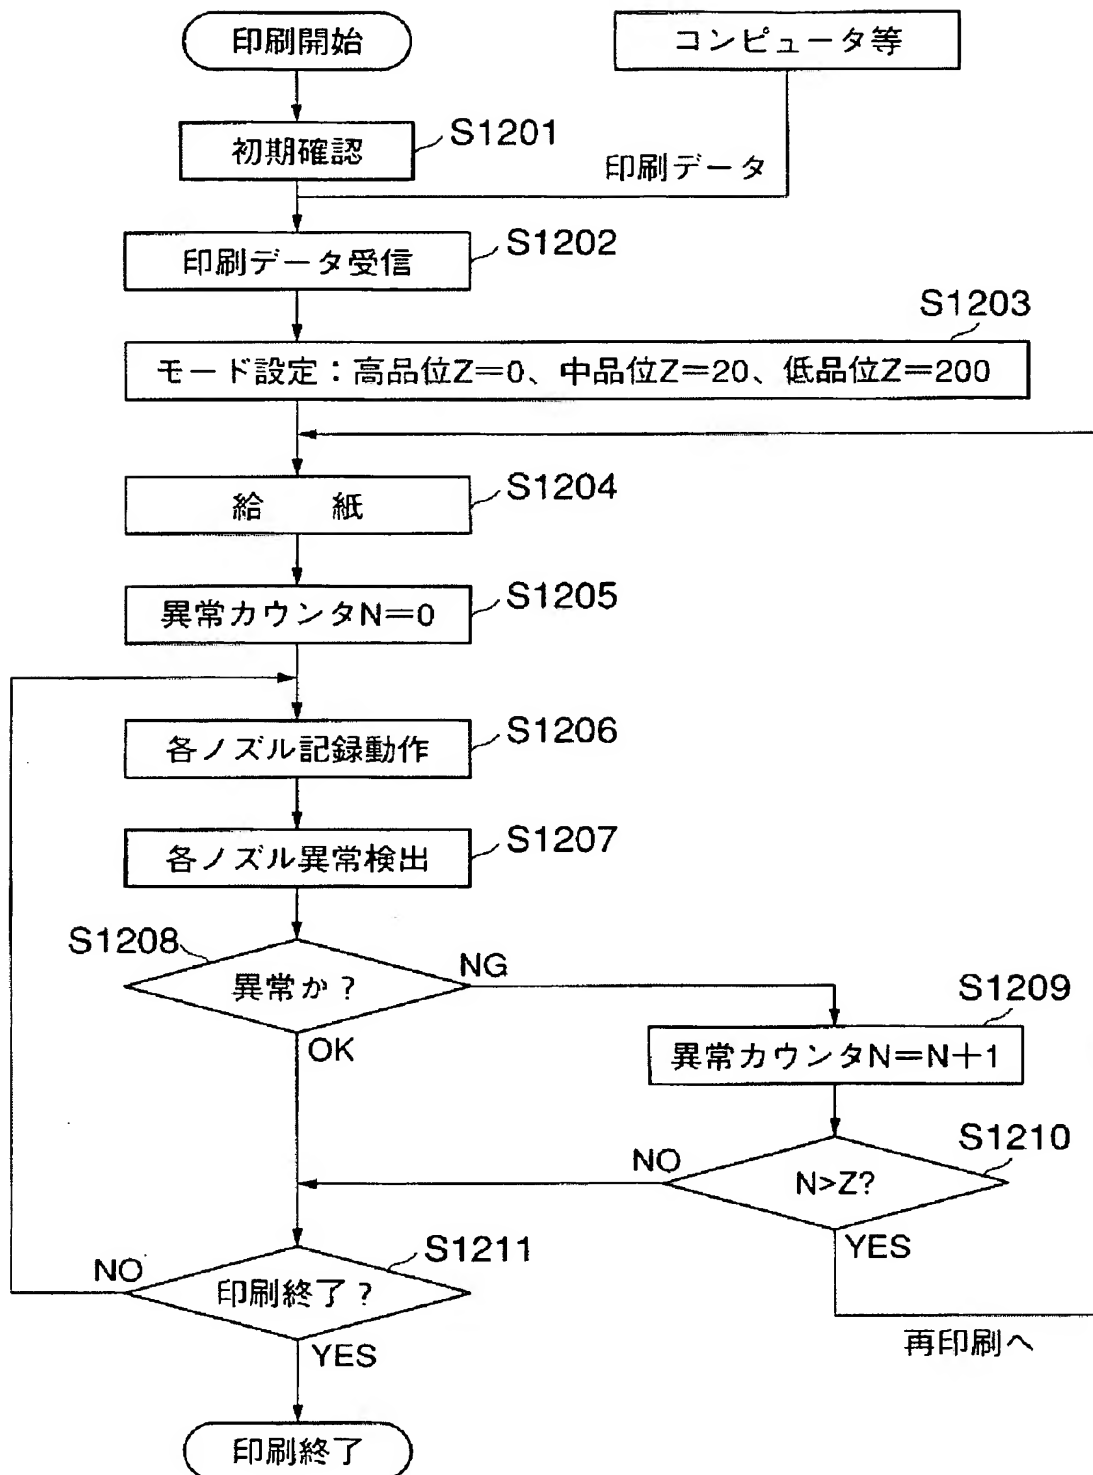 印刷開始
コンピュータ等
初期確認
S1201
印刷データ
印刷データ受信
S1202
S1203
モード設定：高品位Z＝0、中品位Z＝20、低品位Z＝200
給　　紙
S1204
異常カウンタN＝0
S1205
各ノズル記録動作
S1206
各ノズル異常検出
S1207
S1208
異常か？
NG
OK
S1209
異常カウンタN＝N＋1
S1210
N>Z?
NO
YES
再印刷へ
S1211
印刷終了？
NO
YES
印刷終了